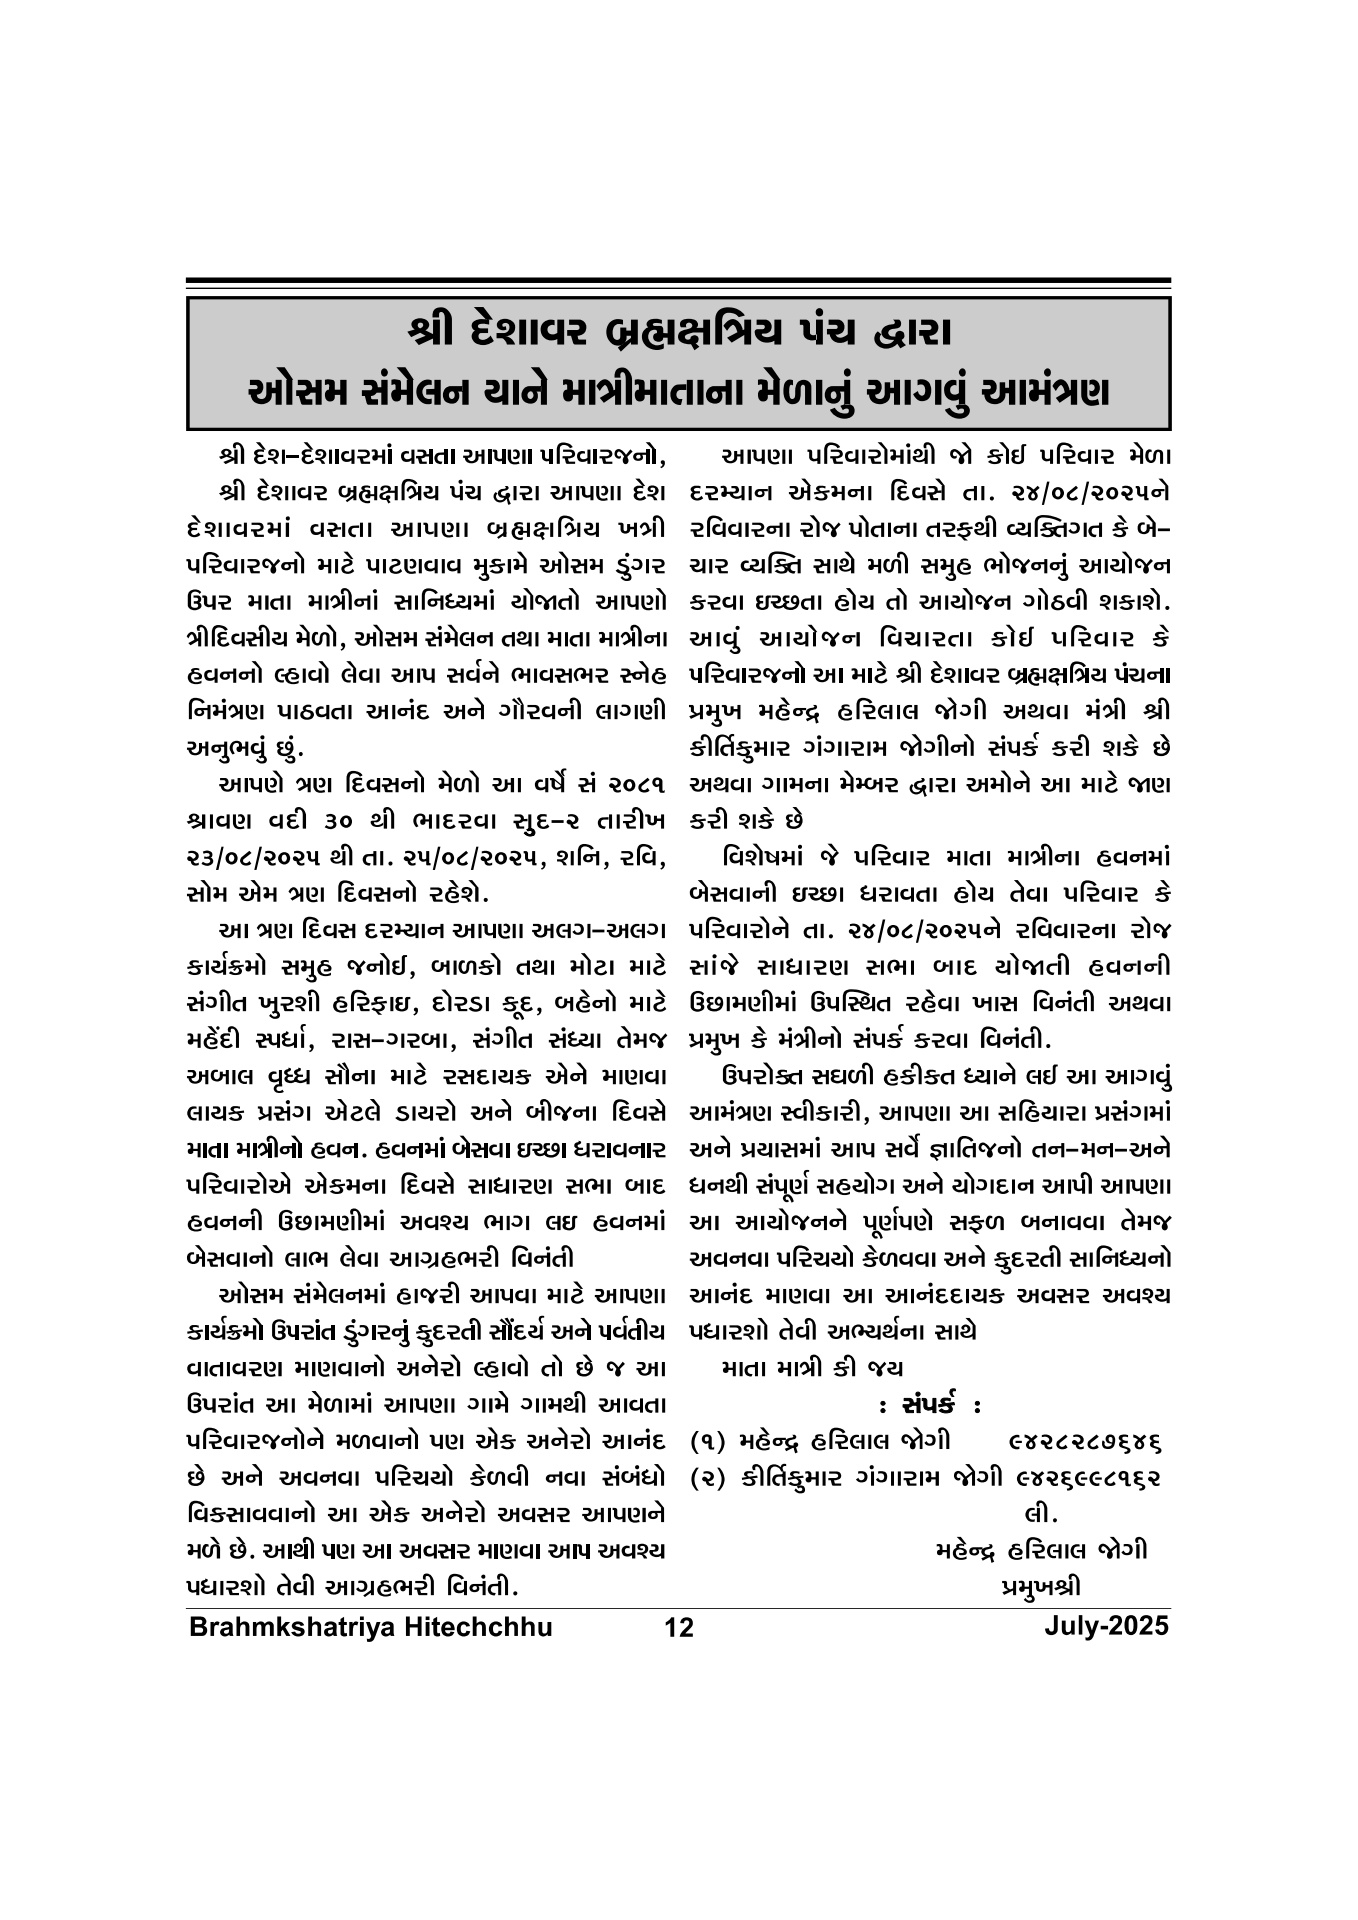 શ્રી દેશાવર બ્રહ્મક્ષત્રિય પંચ દ્વારા
ઓસમ સંમેલન યાને માત્રીમાતાના મેળાનું આગવું આમંત્રણ
શ્રી દેશ-દેશાવરમાં વસતા આપણા પરિવારજનો,
શ્રી દેશાવર બ્રહ્મક્ષત્રિય પંચ દ્વારા આપણા દેશ
દેશાવરમાં વસતા આપણા બ્રહ્મક્ષત્રિય ખત્રી
પરિવારજનો માટે પાટણવાવ મુકામે ઓસમ ડુંગર
ઉપર માતા માત્રીનાં સાનિધ્યમાં યોજાતો આપણો
ત્રીદિવસીય મેળો, ઓસમ સંમેલન તથા માતા માત્રીના
હવનનો લ્હાવો લેવા આપ સર્વને ભાવસભર સ્નેહ
નિમંત્રણ પાઠવતા આનંદ અને ગૌરવની લાગણી
અનુભવું છું.
આપણે ત્રણ દિવસનો મેળો આ વર્ષે સં ૨૦૮૧
શ્રાવણ વદી ૩૦ થી ભાદરવા સુદ-૨ તારીખ
૨૩/૦૮/૨૦૨૫ થી તા. ૨૫/૦૮/૨૦૨૫, શનિ, રવિ,
સોમ એમ ત્રણ દિવસનો રહેશે.
આ ત્રણ દિવસ દરમ્યાન આપણા અલગ-અલગ
કાર્યક્રમો સમુહ જનોઈ, બાળકો તથા મોટા માટે
સંગીત ખુરશી હરિફાઇ, દોરડા કૂદ, બહેનો માટે
મહેંદી સ્પર્ધા, રાસ-ગરબા, સંગીત સંધ્યા તેમજ
અબાલ વૃધ્ધ સૌના માટે રસદાયક એને માણવા
લાયક પ્રસંગ એટલે ડાયરો અને બીજના દિવસે
માતા માત્રીનો હવન. હવનમાં બેસવા ઇચ્છા ધરાવનાર
પરિવારોએ એકમના દિવસે સાધારણ સભા બાદ
હવનની ઉછામણીમાં અવશ્ય ભાગ લઇ હવનમાં
બેસવાનો લાભ લેવા આગ્રહભરી વિનંતી
ઓસમ સંમેલનમાં હાજરી આપવા માટે આપણા
કાર્યક્રમો ઉપરાંત ડુંગરનું કુદરતી સૌંદર્ય અને પર્વતીય
વાતાવરણ માણવાનો અનેરો લ્હાવો તો છે જ આ
ઉપરાંત આ મેળામાં આપણા ગામે ગામથી આવતા
પરિવારજનોને મળવાનો પણ એક અનેરો આનંદ
છે અને અવનવા પરિચયો કેળવી નવા સંબંધો
વિકસાવવાનો આ એક અનેરો અવસર આપણને
મળે છે. આથી પણ આ અવસર માણવા આપ અવશ્ય
પધારશો તેવી આગ્રહભરી વિનંતી.
આપણા પરિવારોમાંથી જો કોઈ પરિવાર મેળા
દરમ્યાન એકમના દિવસે તા. ૨૪/૦૮/૨૦૨૫ને
રવિવારના રોજ પોતાના તરફથી વ્યક્તિગત કે બે-
ચાર વ્યક્તિ સાથે મળી સમુહ ભોજનનું આયોજન
કરવા ઇચ્છતા હોય તો આયોજન ગોઠવી શકાશે.
આવું આયોજન વિચારતા કોઈ પરિવાર કે
પરિવારજનો આ માટે શ્રી દેશાવર બ્રહ્મક્ષત્રિય પંચના
પ્રમુખ મહેન્દ્ર હરિલાલ જોગી અથવા મંત્રી શ્રી
કીર્તિકુમાર ગંગારામ જોગીનો સંપર્ક કરી શકે છે
અથવા ગામના મેમ્બર દ્વારા અમોને આ માટે જાણ
કરી શકે છે
વિશેષમાં જે પરિવાર માતા માત્રીના હવનમાં
બેસવાની ઇચ્છા ધરાવતા હોય તેવા પરિવાર કે
પરિવારોને તા. ૨૪/૦૮/૨૦૨૫ને રવિવારના રોજ
સાંજે સાધારણ સભા બાદ યોજાતી હવનની
ઉછામણીમાં ઉપસ્થિત રહેવા ખાસ વિનંતી અથવા
પ્રમુખ કે મંત્રીનો સંપર્ક કરવા વિનંતી.
ઉપરોક્ત સઘળી હકીકત ધ્યાને લઈ આ આગવું
આમંત્રણ સ્વીકારી, આપણા આ સહિયારા પ્રસંગમાં
અને પ્રયાસમાં આપ સર્વે જ્ઞાતિજનો તન-મન-અને
ધનથી સંપૂર્ણ સહયોગ અને યોગદાન આપી આપણા
આ આયોજનને પૂર્ણપણે સફળ બનાવવા તેમજ
અવનવા પરિચયો કેળવવા અને કુદરતી સાનિધ્યનો
આનંદ માણવા આ આનંદદાયક અવસર અવશ્ય
પધારશો તેવી અભ્યર્થના સાથે
માતા માત્રી કી જય
: સંપર્ક :
(૧) મહેન્દ્ર હરિલાલ જોગી ૯૪૨૮૨૮૭૬૪૬
(૨) કીર્તિકુમાર ગંગારામ જોગી ૯૪૨૬૯૯૮૧૬૨
લી.
મહેન્દ્ર હરિલાલ જોગી
પ્રમુખશ્રી
Brahmkshatriya Hitechchhu 12 July-2025